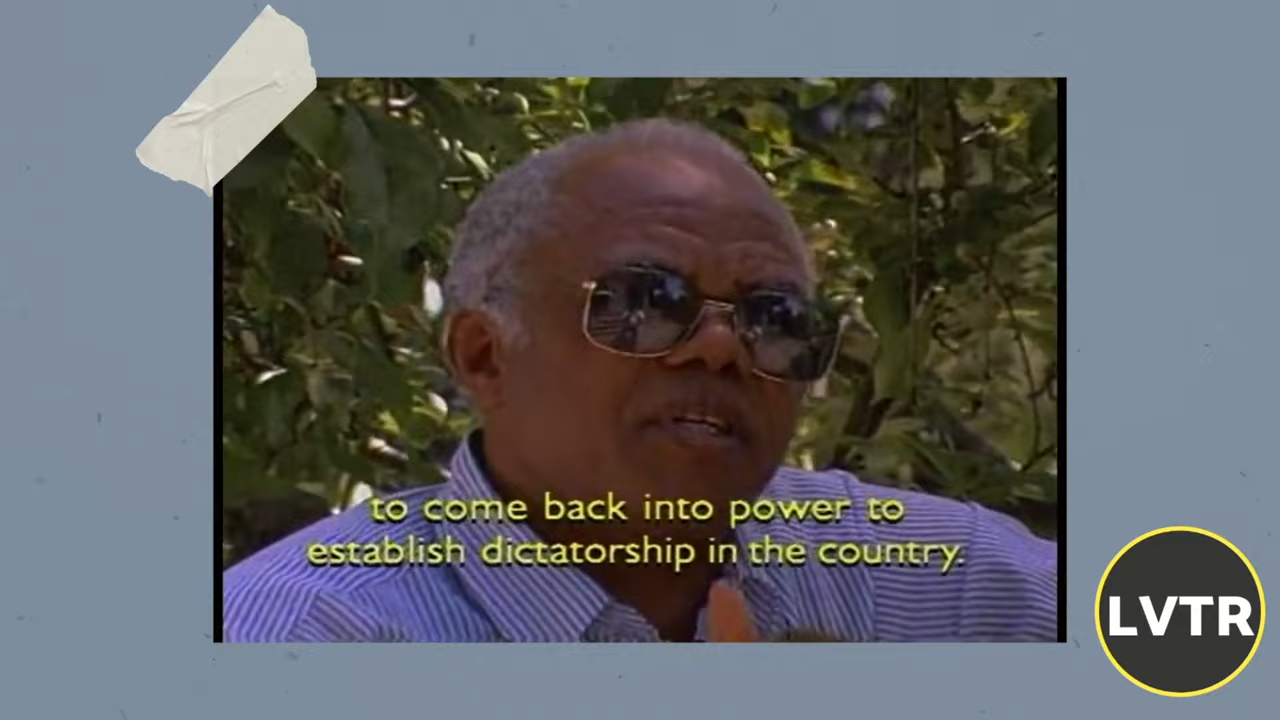 to come back into power to
establish dictatorship in the country.
LVTR